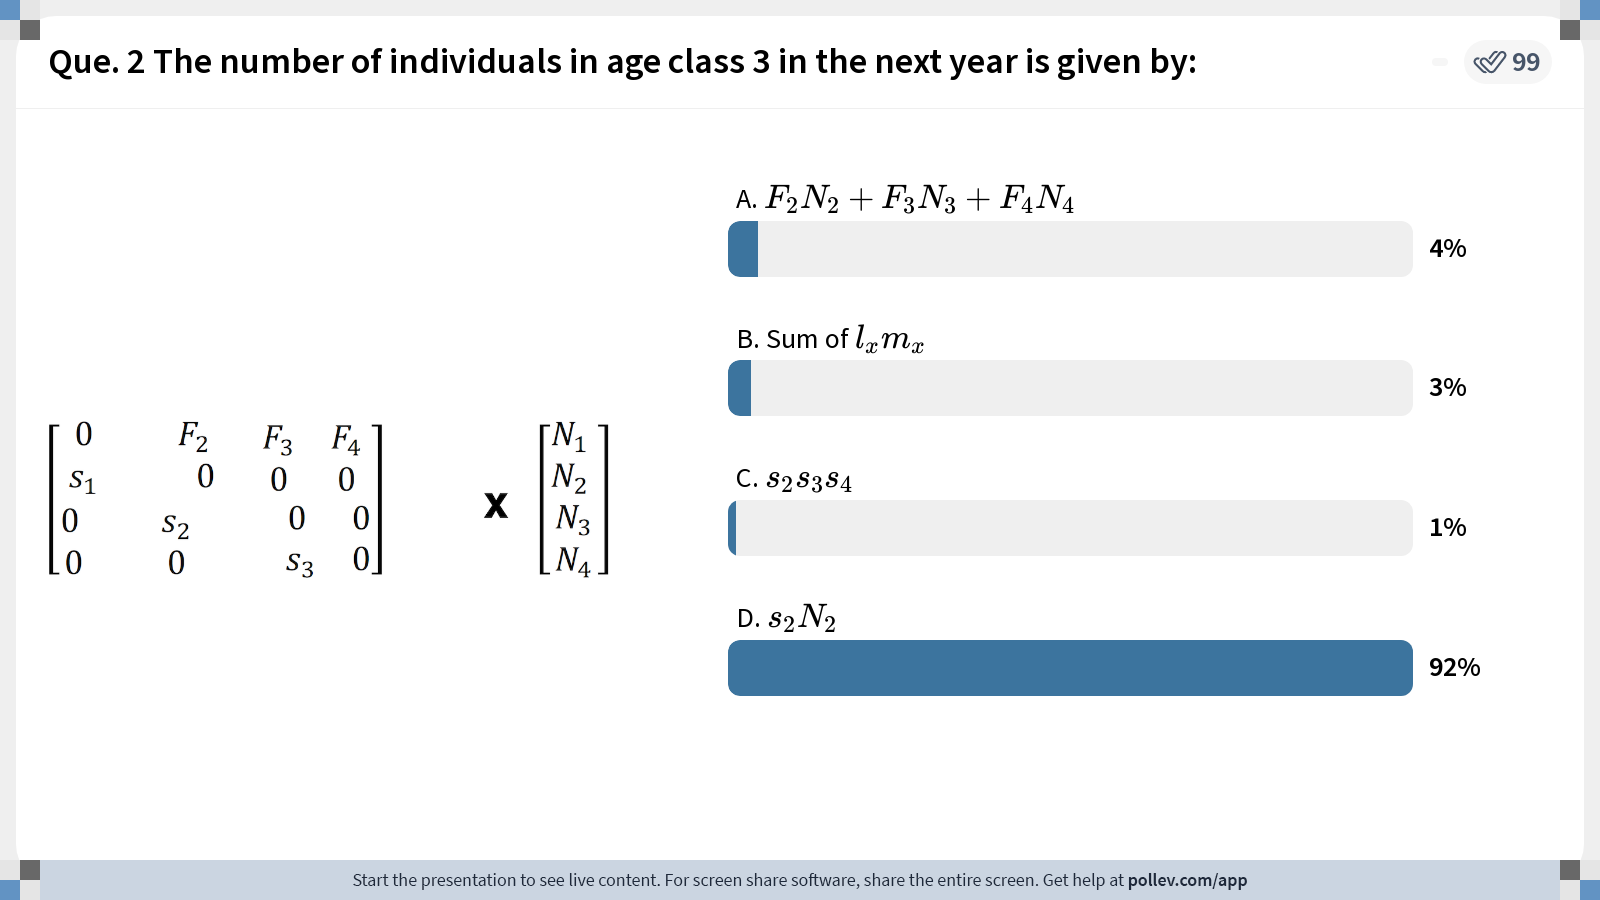 Que. 2 The number of individuals in age class 3 in the next year is given by:
99
A. F₂N₂ + F₃N₃ + F₄N₄
4%
B. Sum of lₓmₓ
3%
C. s₂s₃s₄
1%
D. s₂N₂
92%
0 F₂ F₃ F₄
s₁ 0 0 0
0 s₂ 0 0
0 0 s₃ 0
x
N₁
N₂
N₃
N₄
Start the presentation to see live content. For screen share software, share the entire screen. Get help at pollev.com/app